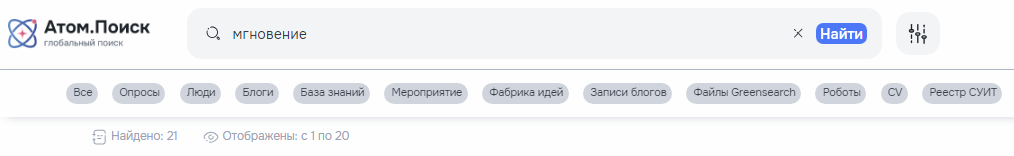 Атом.Поиск
глобальный поиск
мгновение Найти
Все Опросы Люди Блоги База знаний Мероприятие Фабрика идей Записи блогов Файлы Greensearch Роботы CV Реестр СУИТ
Найдено: 21 Отображены: с 1 по 20